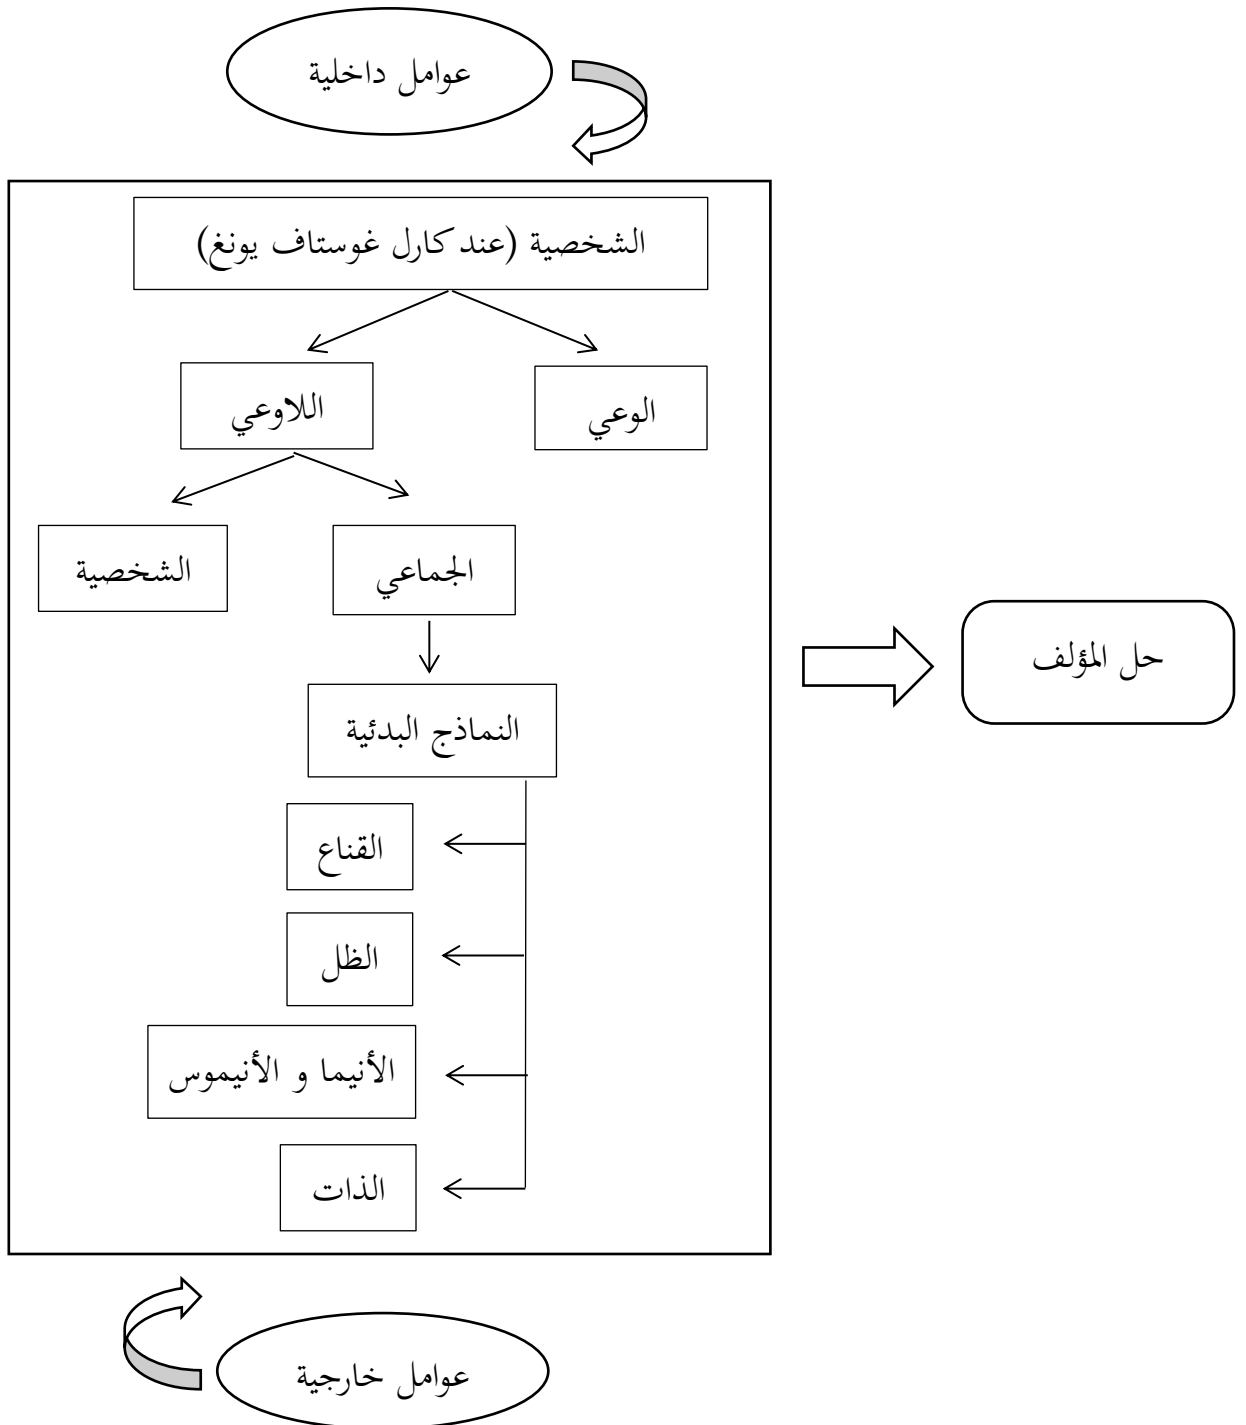 عوامل داخلية
الشخصية (عند كارل غوستاف يونغ)
الوعي
اللاوعي
الجماعي
الشخصية
النماذج البدئية
القناع
الظل
الأنيما و الأنيموس
الذات
حل المؤلف
عوامل خارجية